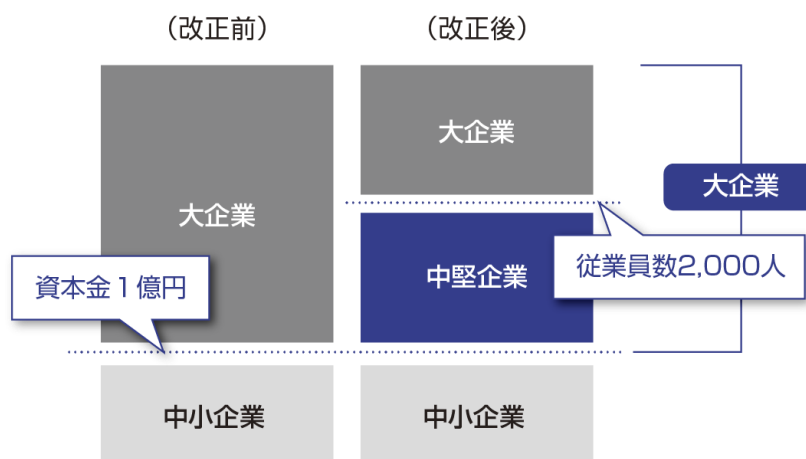 （改正前）
（改正後）
大企業
大企業
大企業
従業員数2,000人
中堅企業
資本金１億円
中小企業
中小企業